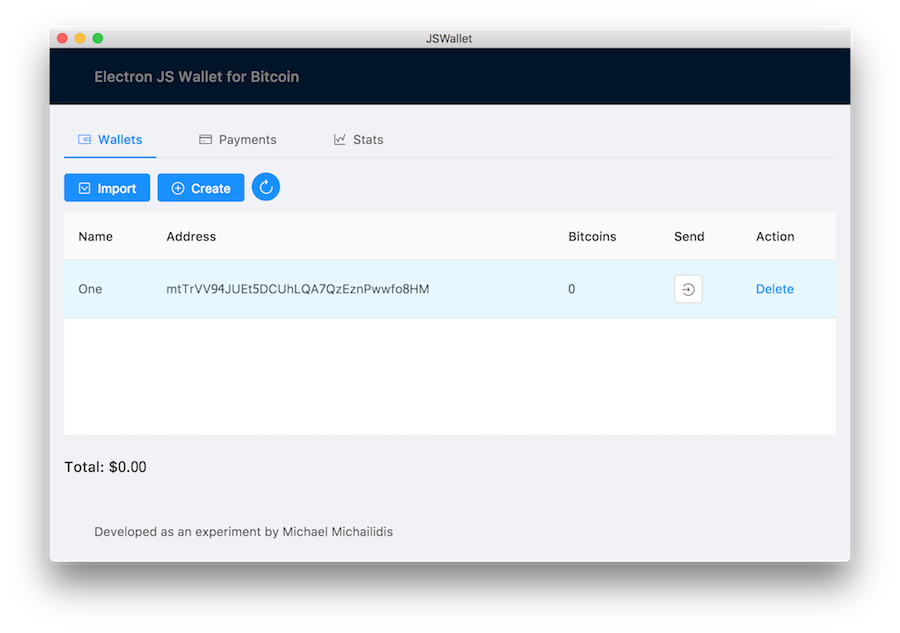 JSWallet
Electron JS Wallet for Bitcoin
Wallets Payments Stats
Import Create
Name Address Bitcoins Send Action
One mtTrVV94JUEt5DCUhLQA7QzEznPwwfo8HM 0 Delete
Total: $0.00
Developed as an experiment by Michael Michailidis